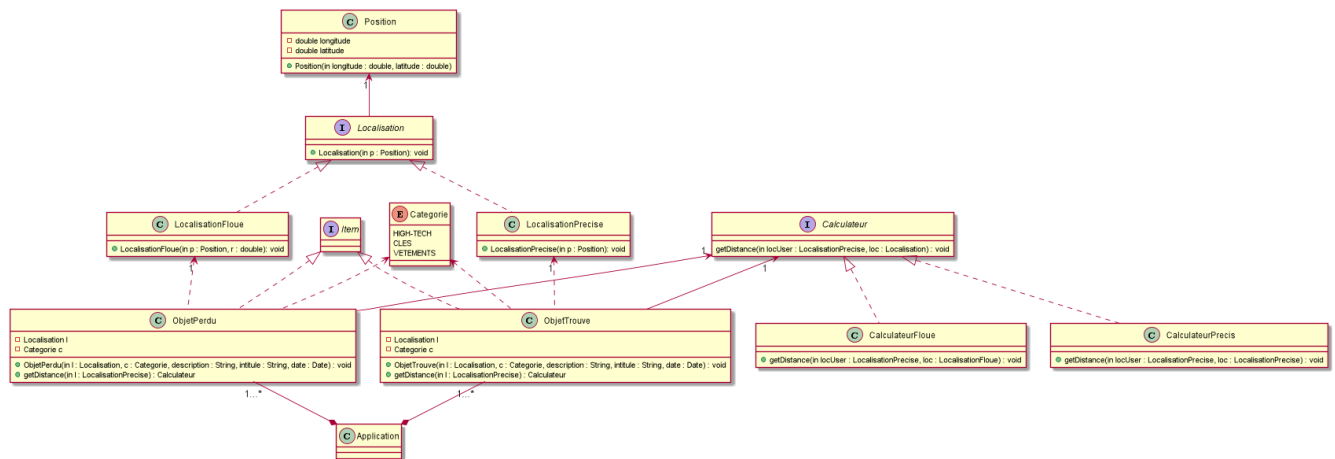 C Position
double longitude
double latitude
Position(in longitude : double, latitude : double)
1
I Localisation
Localisation(in p : Position): void
C LocalisationFloue
LocalisationFloue(in p : Position, r : double): void
1
I Item
E Categorie
HIGH-TECH
CLES
VETEMENTS
C LocalisationPrecise
LocalisationPrecise(in p : Position): void
1
I Calculateur
getDistance(in locUser : LocalisationPrecise, loc : Localisation) : void
1
1
C ObjetPerdu
Localisation l
Categorie c
ObjetPerdu(in l : Localisation, c : Categorie, description : String, intitule : String, date : Date) : void
getDistance(in l : LocalisationPrecise) : Calculateur
C ObjetTrouve
Localisation l
Categorie c
ObjetTrouve(in l : Localisation, c : Categorie, description : String, intitule : String, date : Date) : void
getDistance(in l : LocalisationPrecise) : Calculateur
C CalculateurFloue
getDistance(in locUser : LocalisationPrecise, loc : LocalisationFloue) : void
C CalculateurPrecis
getDistance(in locUser : LocalisationPrecise, loc : LocalisationPrecise) : void
1...*
1...*
C Application